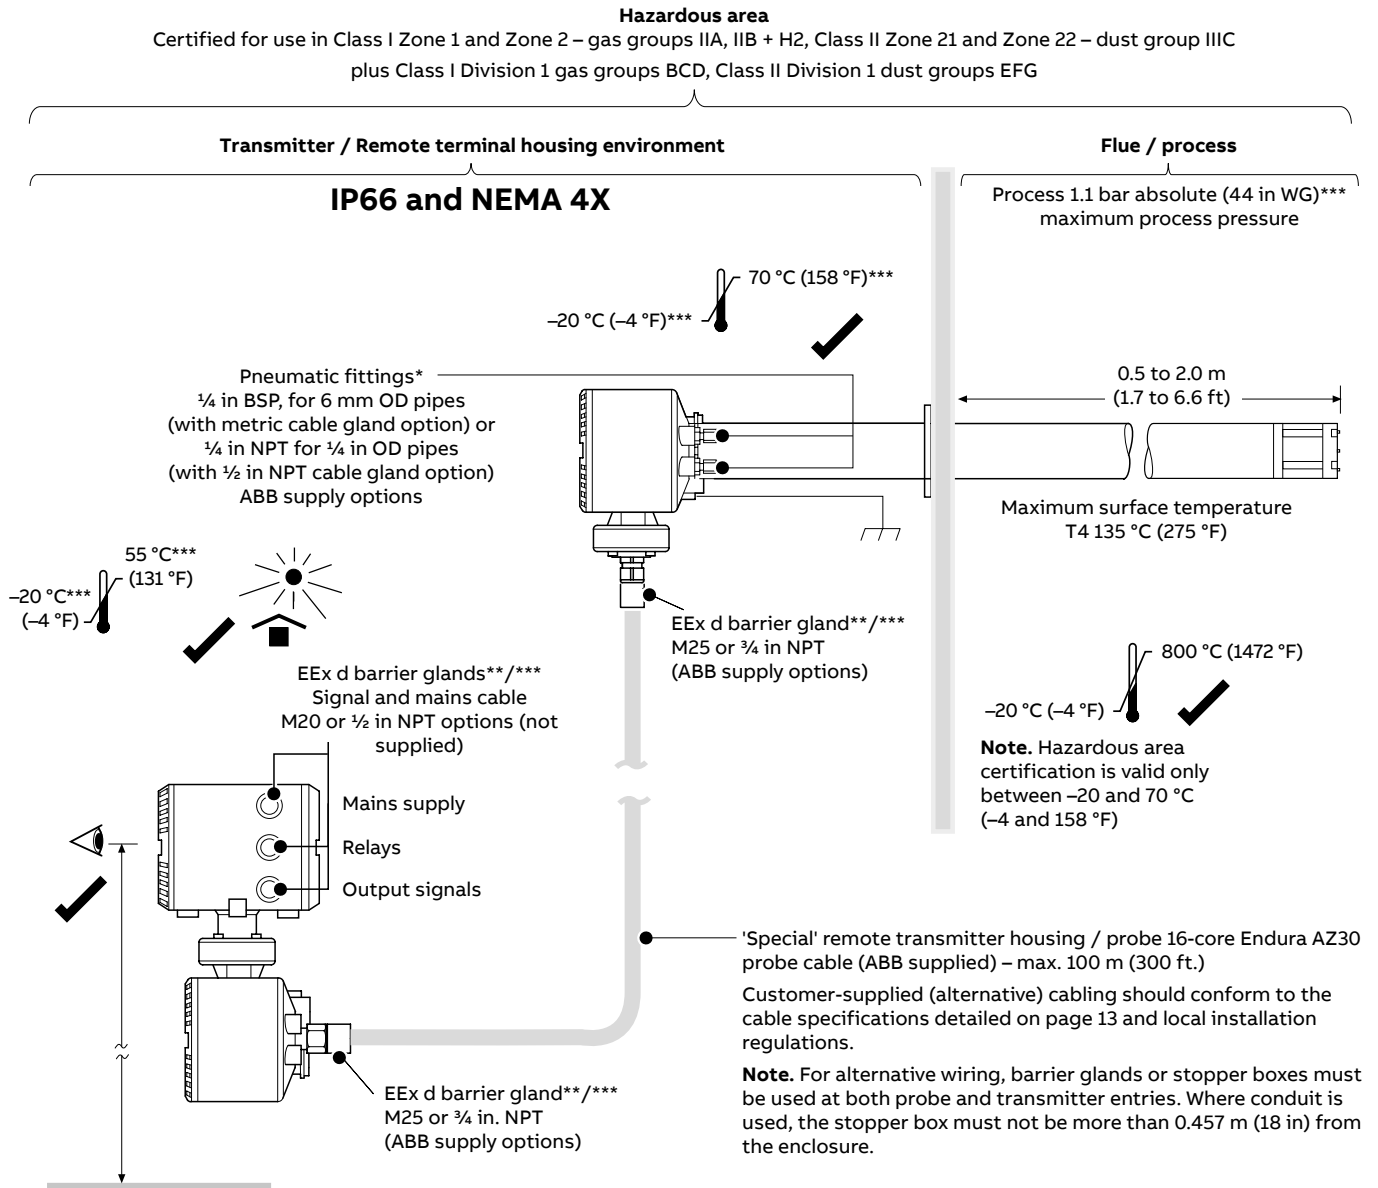 Hazardous area
Certified for use in Class I Zone 1 and Zone 2 – gas groups IIA, IIB + H2, Class II Zone 21 and Zone 22 – dust group IIIC
plus Class I Division 1 gas groups BCD, Class II Division 1 dust groups EFG
Transmitter / Remote terminal housing environment
IP66 and NEMA 4X
Flue / process
Process 1.1 bar absolute (44 in WG)***
maximum process pressure
70 °C (158 °F)***
–20 °C (–4 °F)***
Pneumatic fittings*
¼ in BSP, for 6 mm OD pipes
(with metric cable gland option) or
¼ in NPT for ¼ in OD pipes
(with ½ in NPT cable gland option)
ABB supply options
0.5 to 2.0 m
(1.7 to 6.6 ft)
Maximum surface temperature
T4 135 °C (275 °F)
55 °C***
(131 °F)
–20 °C***
(–4 °F)
EEx d barrier gland**/***
M25 or ¾ in NPT
(ABB supply options)
EEx d barrier glands**/***
Signal and mains cable
M20 or ½ in NPT options (not
supplied)
800 °C (1472 °F)
–20 °C (–4 °F)
Note. Hazardous area
certification is valid only
between –20 and 70 °C
(–4 and 158 °F)
Mains supply
Relays
Output signals
'Special' remote transmitter housing / probe 16-core Endura AZ30
probe cable (ABB supplied) – max. 100 m (300 ft.)
Customer-supplied (alternative) cabling should conform to the
cable specifications detailed on page 13 and local installation
regulations.
Note. For alternative wiring, barrier glands or stopper boxes must
be used at both probe and transmitter entries. Where conduit is
used, the stopper box must not be more than 0.457 m (18 in) from
the enclosure.
EEx d barrier gland**/***
M25 or ¾ in. NPT
(ABB supply options)